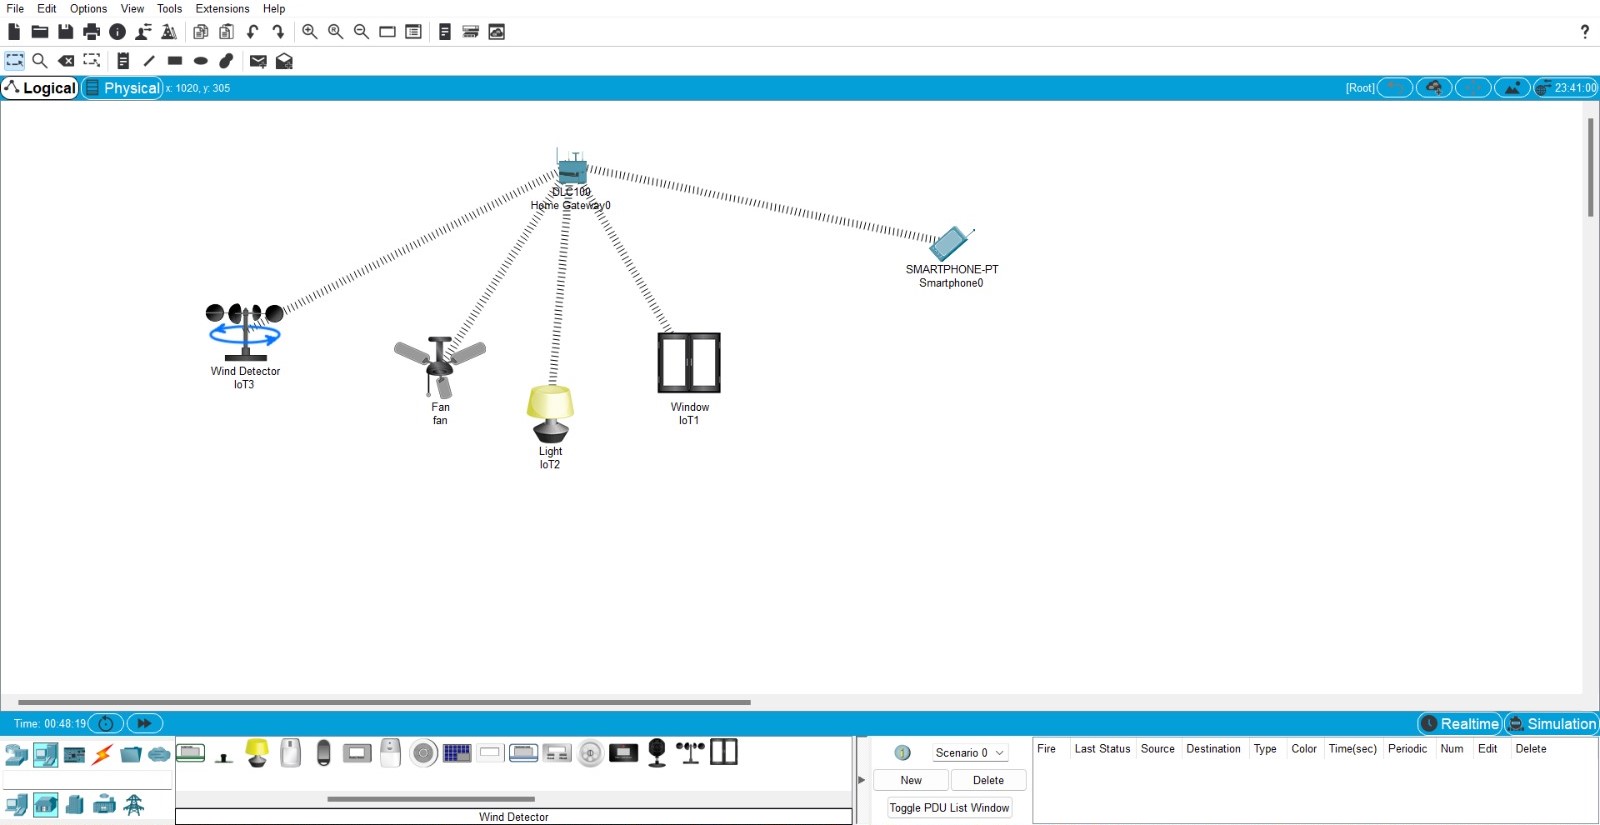 File Edit Options View Tools Extensions Help
?
Logical Physical x: 1020, y: 305 [Root] 23:41:00
DLC100
Home Gateway0
SMARTPHONE-PT
Smartphone0
Wind Detector
IoT3
Fan
fan
Window
IoT1
Light
IoT2
Time: 00:48:19 Realtime Simulation
Scenario 0
New Delete
Toggle PDU List Window
Fire Last Status Source Destination Type Color Time(sec) Periodic Num Edit Delete
Wind Detector